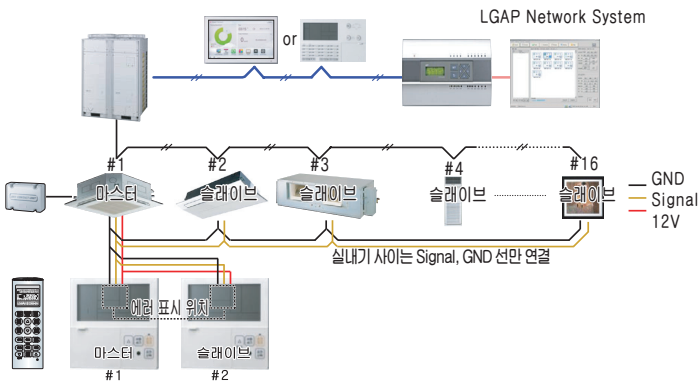 LGAP Network System
or
#1
#2
#3
#4
#16
마스터
슬래이브
슬래이브
슬래이브
슬래이브
GND
Signal
12V
실내기 사이는 Signal, GND 선만 연결
에러 표시 위치
마스터
슬래이브
#1
#2